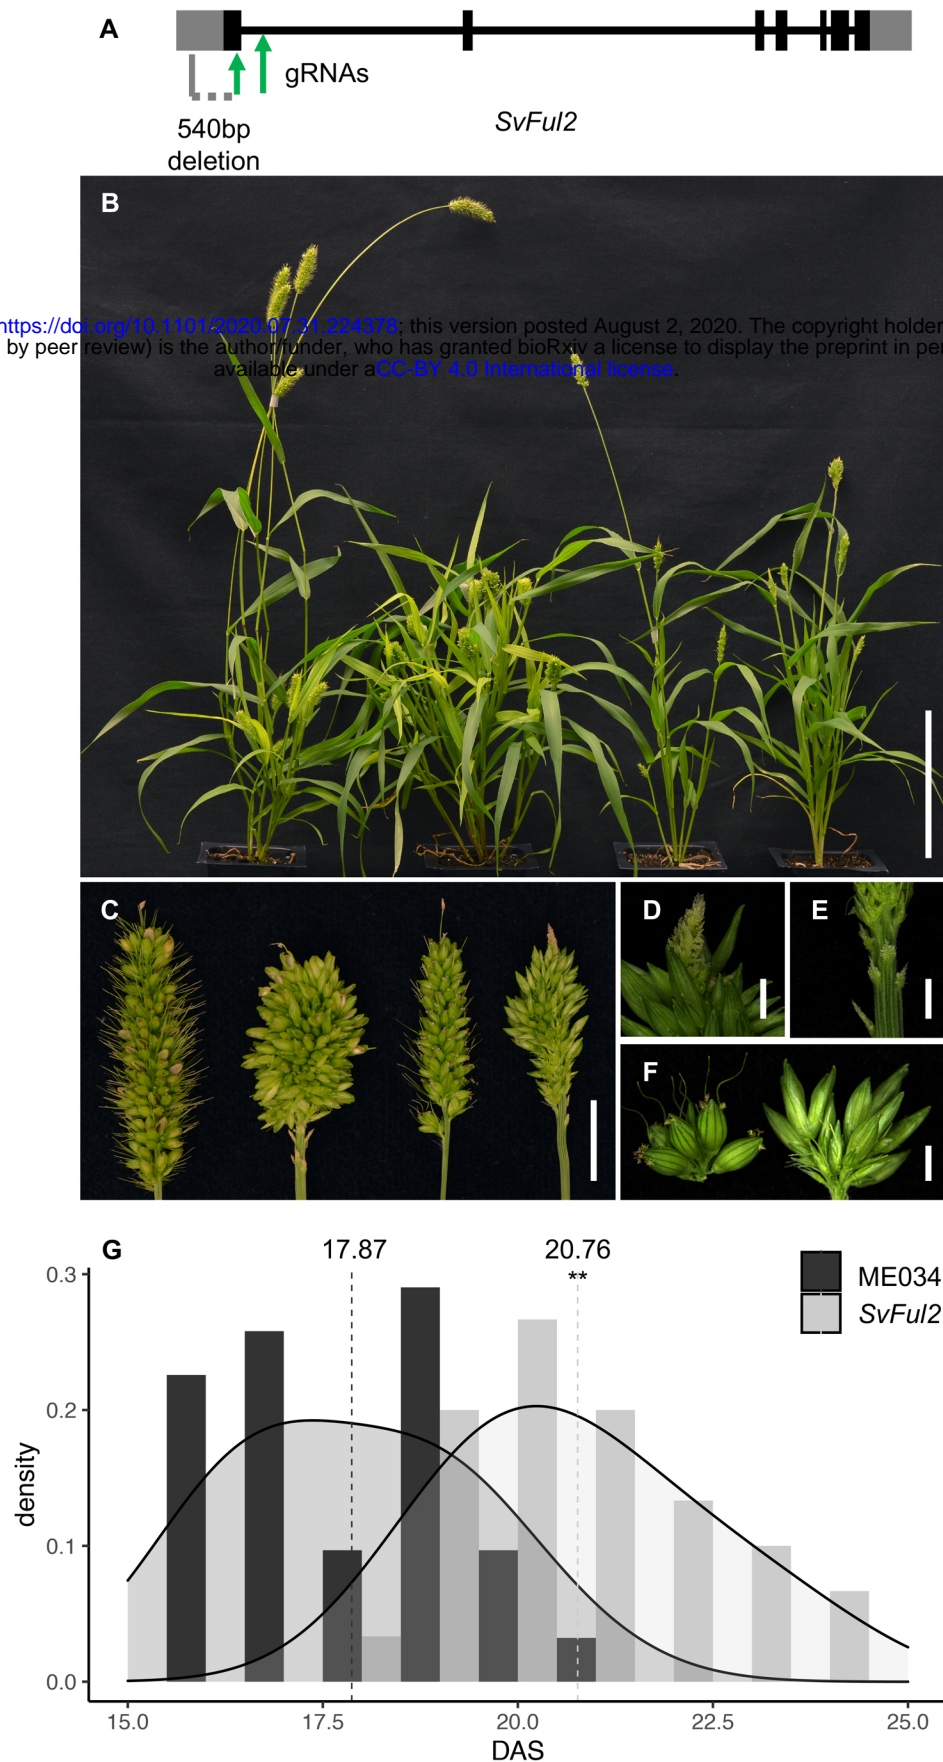 A
gRNAs
SvFul2
540bp
deletion
B
https://doi.org/10.1101/2020.07.31.224378; this version posted August 2, 2020. The copyright holder
by peer review) is the author/funder, who has granted bioRxiv a license to display the preprint in per
available under aCC-BY 4.0 International license.
C
D
E
F
G
17.87
20.76
**
ME034
SvFul2
0.3
0.2
0.1
0.0
density
15.0
17.5
20.0
22.5
25.0
DAS